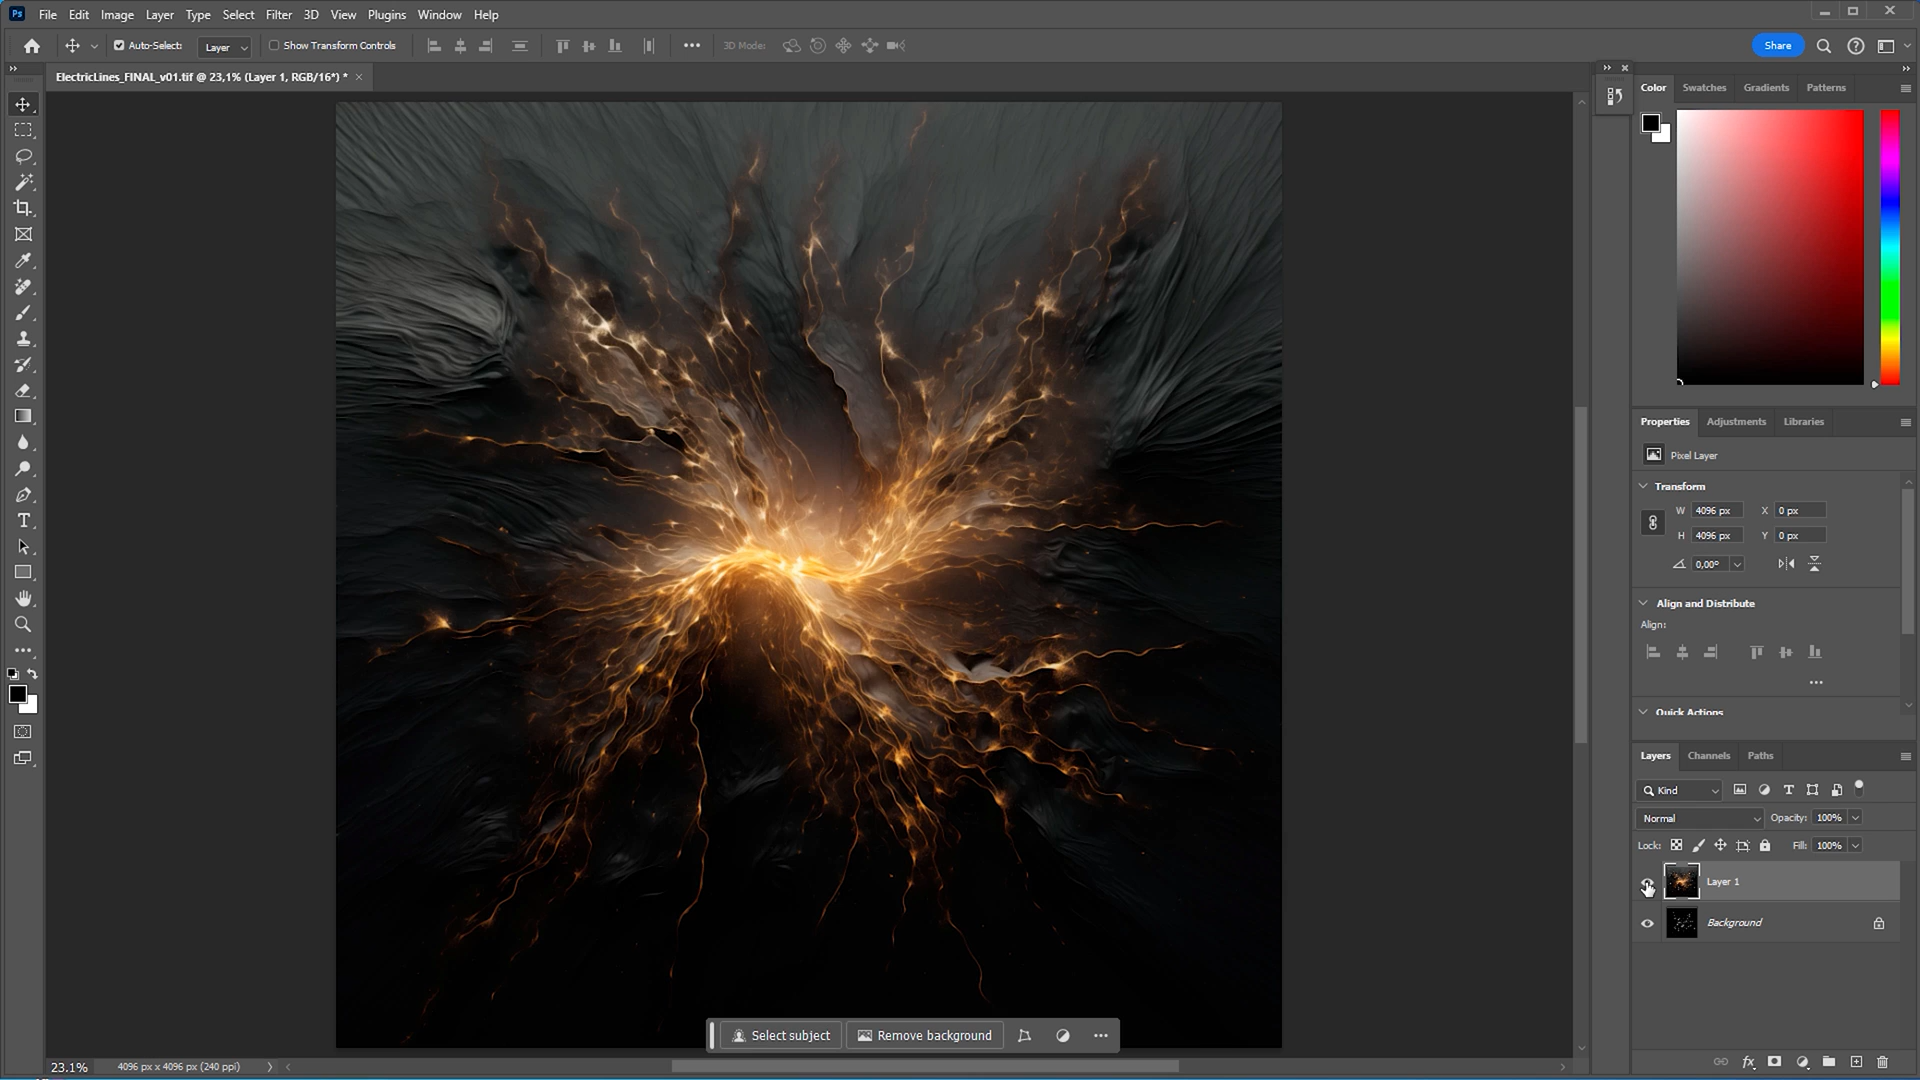 Ps File Edit Image Layer Type Select Filter 3D View Plugins Window Help
Auto-Select: Layer Show Transform Controls 3D Mode: Share
ElectricLines_FINAL_v01.tif @ 23,1% (Layer 1, RGB/16*) *
Color Swatches Gradients Patterns
Properties Adjustments Libraries
Pixel Layer
Transform
W 4096 px X 0 px
H 4096 px Y 0 px
0,00°
Align and Distribute
Align:
Quick Actions
Layers Channels Paths
Kind
Normal Opacity: 100%
Lock: Fill: 100%
Layer 1
Background
Select subject Remove background
23.1% 4096 px x 4096 px (240 ppi)